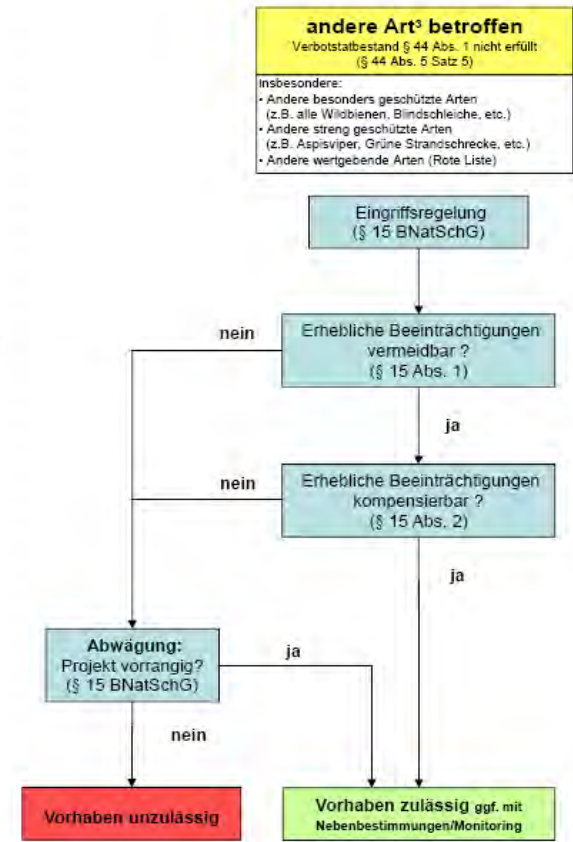 andere Art³ betroffen
Verbotstatbestand § 44 Abs. 1 nicht erfüllt
(§ 44 Abs. 5 Satz 5)
Insbesondere:
• Andere besonders geschützte Arten
(z.B. alle Wildbienen, Blindschleiche, etc.)
• Andere streng geschützte Arten
(z.B. Aspisviper, Grüne Strandschrecke, etc.)
• Andere wertgebende Arten (Rote Liste)
Eingriffsregelung
(§ 15 BNatSchG)
nein
Erhebliche Beeinträchtigungen
vermeidbar ?
(§ 15 Abs. 1)
ja
nein
Erhebliche Beeinträchtigungen
kompensierbar ?
(§ 15 Abs. 2)
ja
Abwägung:
Projekt vorrangig?
(§ 15 BNatSchG)
ja
nein
Vorhaben unzulässig
Vorhaben zulässig ggf. mit
Nebenbestimmungen/Monitoring